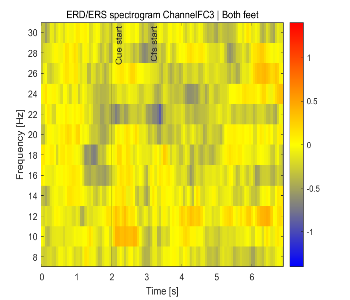 ERD/ERS spectrogram ChannelFC3 | Both feet
Cue start
Cfs start
Frequency [Hz]
30
28
26
24
22
20
18
16
14
12
10
8
0 1 2 3 4 5 6
Time [s]
1
0.5
0
-0.5
-1